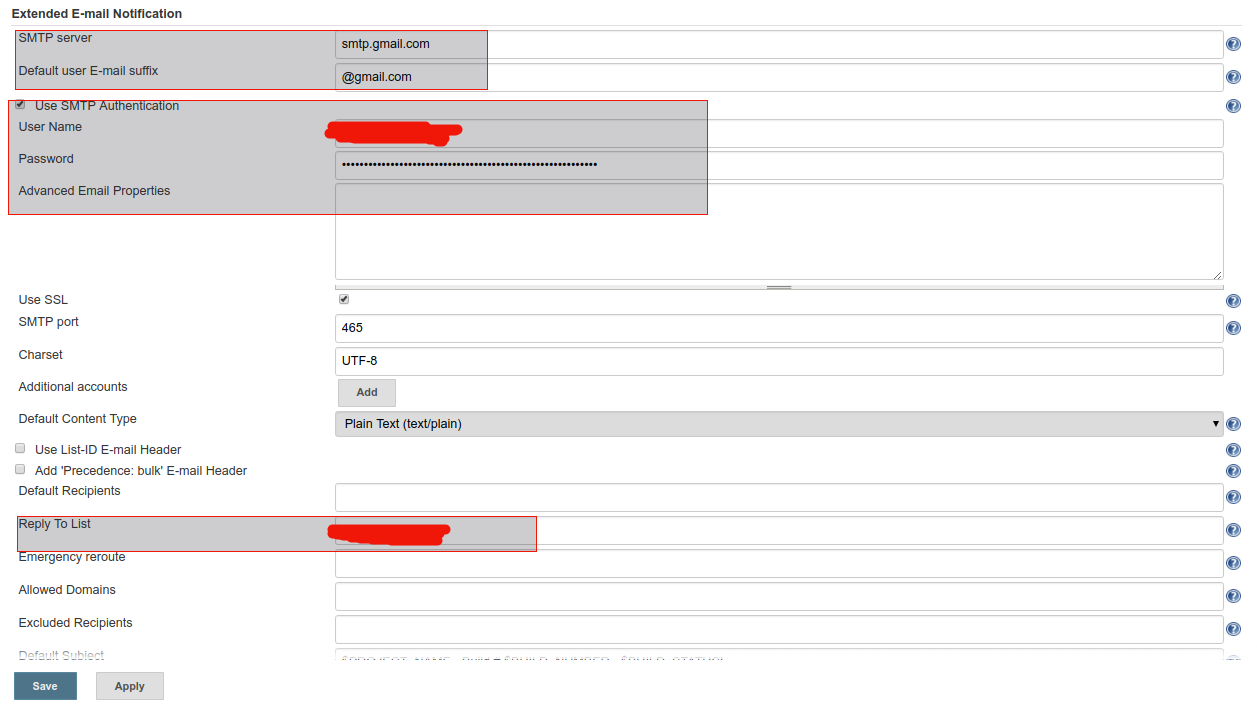 Extended E-mail Notification
SMTP server smtp.gmail.com
Default user E-mail suffix @gmail.com
Use SMTP Authentication
User Name
Password ••••••••••••••••••••••••••••••••••••••••••••••••••••••••••
Advanced Email Properties
Use SSL
SMTP port 465
Charset UTF-8
Additional accounts Add
Default Content Type Plain Text (text/plain)
Use List-ID E-mail Header
Add 'Precedence: bulk' E-mail Header
Default Recipients
Reply To List
Emergency reroute
Allowed Domains
Excluded Recipients
Default Subject
Save Apply